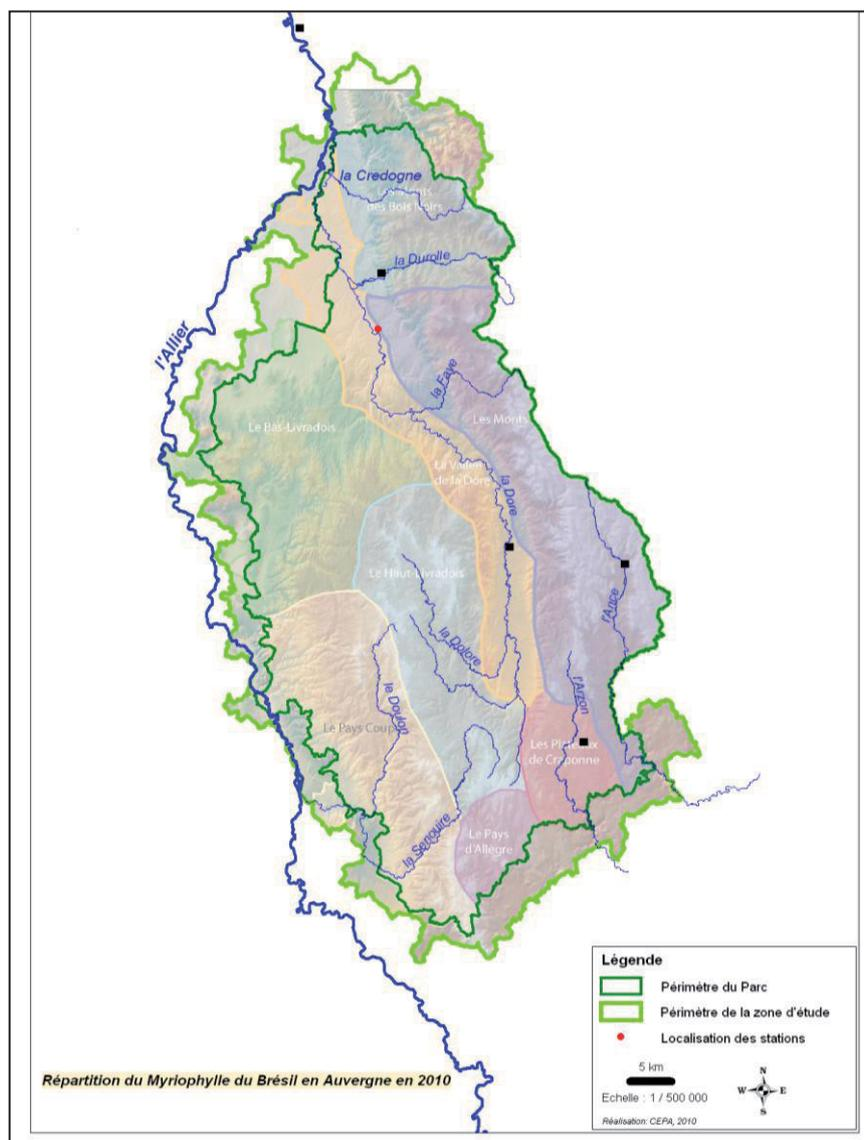 la Credogne
Les Monts
des Bois Noirs
la Durolle
l'Allier
la Faye
Le Bas-Livradois
Les Monts
La Vallée
de la Dore
la Dore
Le Haut-Livradois
l'Ance
la Dolore
le Doulon
l'Arzon
Le Pays Coupé
Les Plateaux
de Craponne
la Senouire
Le Pays
d'Allègre
Légende
Périmètre du Parc
Périmètre de la zone d'étude
Localisation des stations
5 km
Echelle : 1 / 500 000
N
W E
S
Réalisation: CEPA, 2010
Répartition du Myriophylle du Brésil en Auvergne en 2010